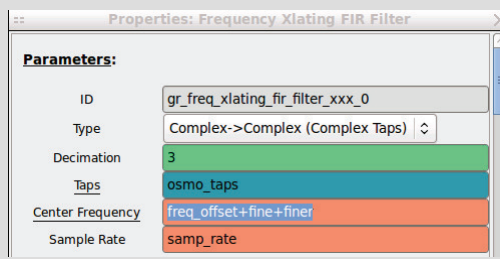 Properties: Frequency Xlating FIR Filter
Parameters:
ID gr_freq_xlating_fir_filter_xxx_0
Type Complex->Complex (Complex Taps)
Decimation 3
Taps osmo_taps
Center Frequency freq_offset+fine+finer
Sample Rate samp_rate